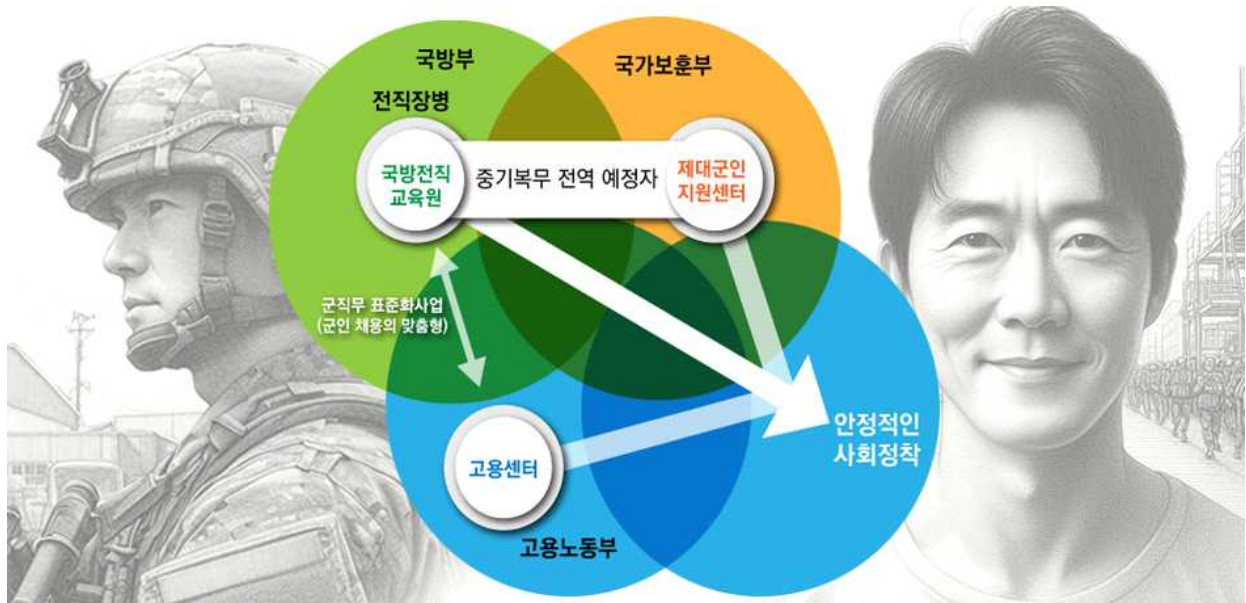 국방부
국가보훈부
전직장병
국방전직
교육원
중기복무 전역 예정자
제대군인
지원센터
군직무 표준화사업
(군인 채용의 맞춤형)
안정적인
사회정착
고용센터
고용노동부